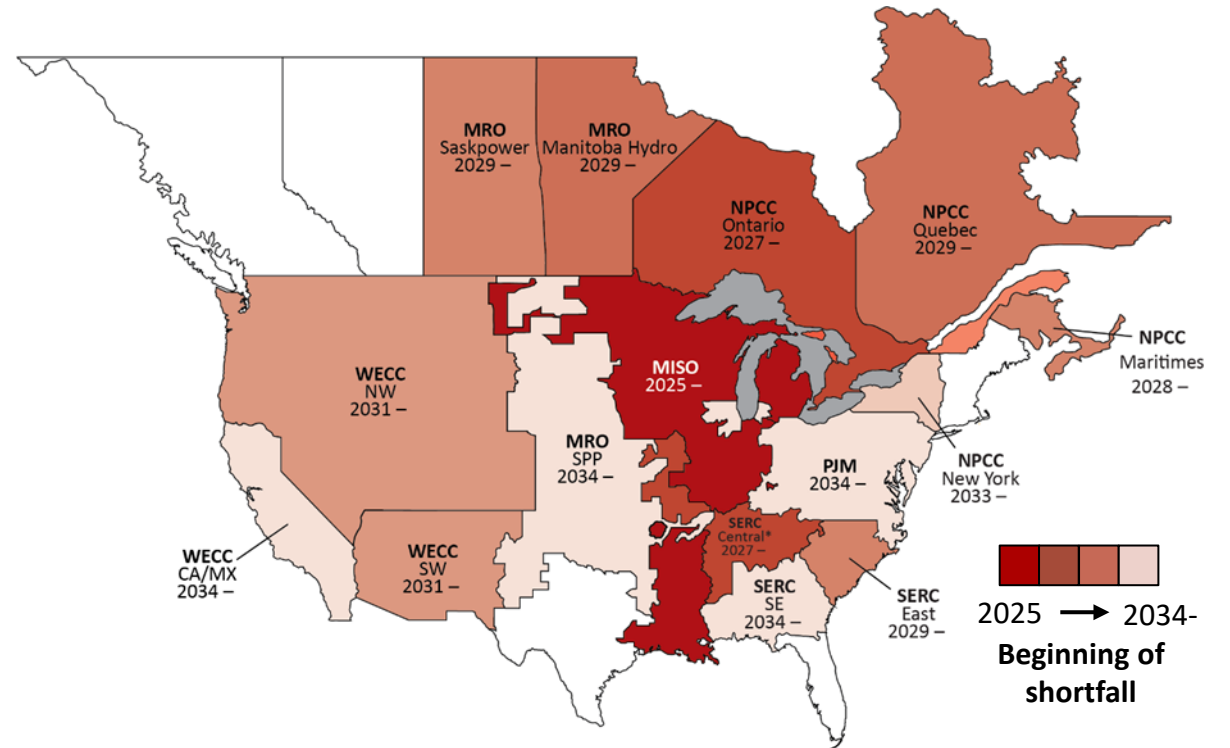 MRO
Saskpower
2029 –
MRO
Manitoba Hydro
2029 –
NPCC
Ontario
2027 –
NPCC
Quebec
2029 –
NPCC
Maritimes
2028 –
WECC
NW
2031 –
MISO
2025 –
MRO
SPP
2034 –
PJM
2034 –
NPCC
New York
2033 –
WECC
CA/MX
2034 –
WECC
SW
2031 –
SERC
Central*
2027 –
SERC
SE
2034 –
SERC
East
2029 –
2025 → 2034-
Beginning of
shortfall